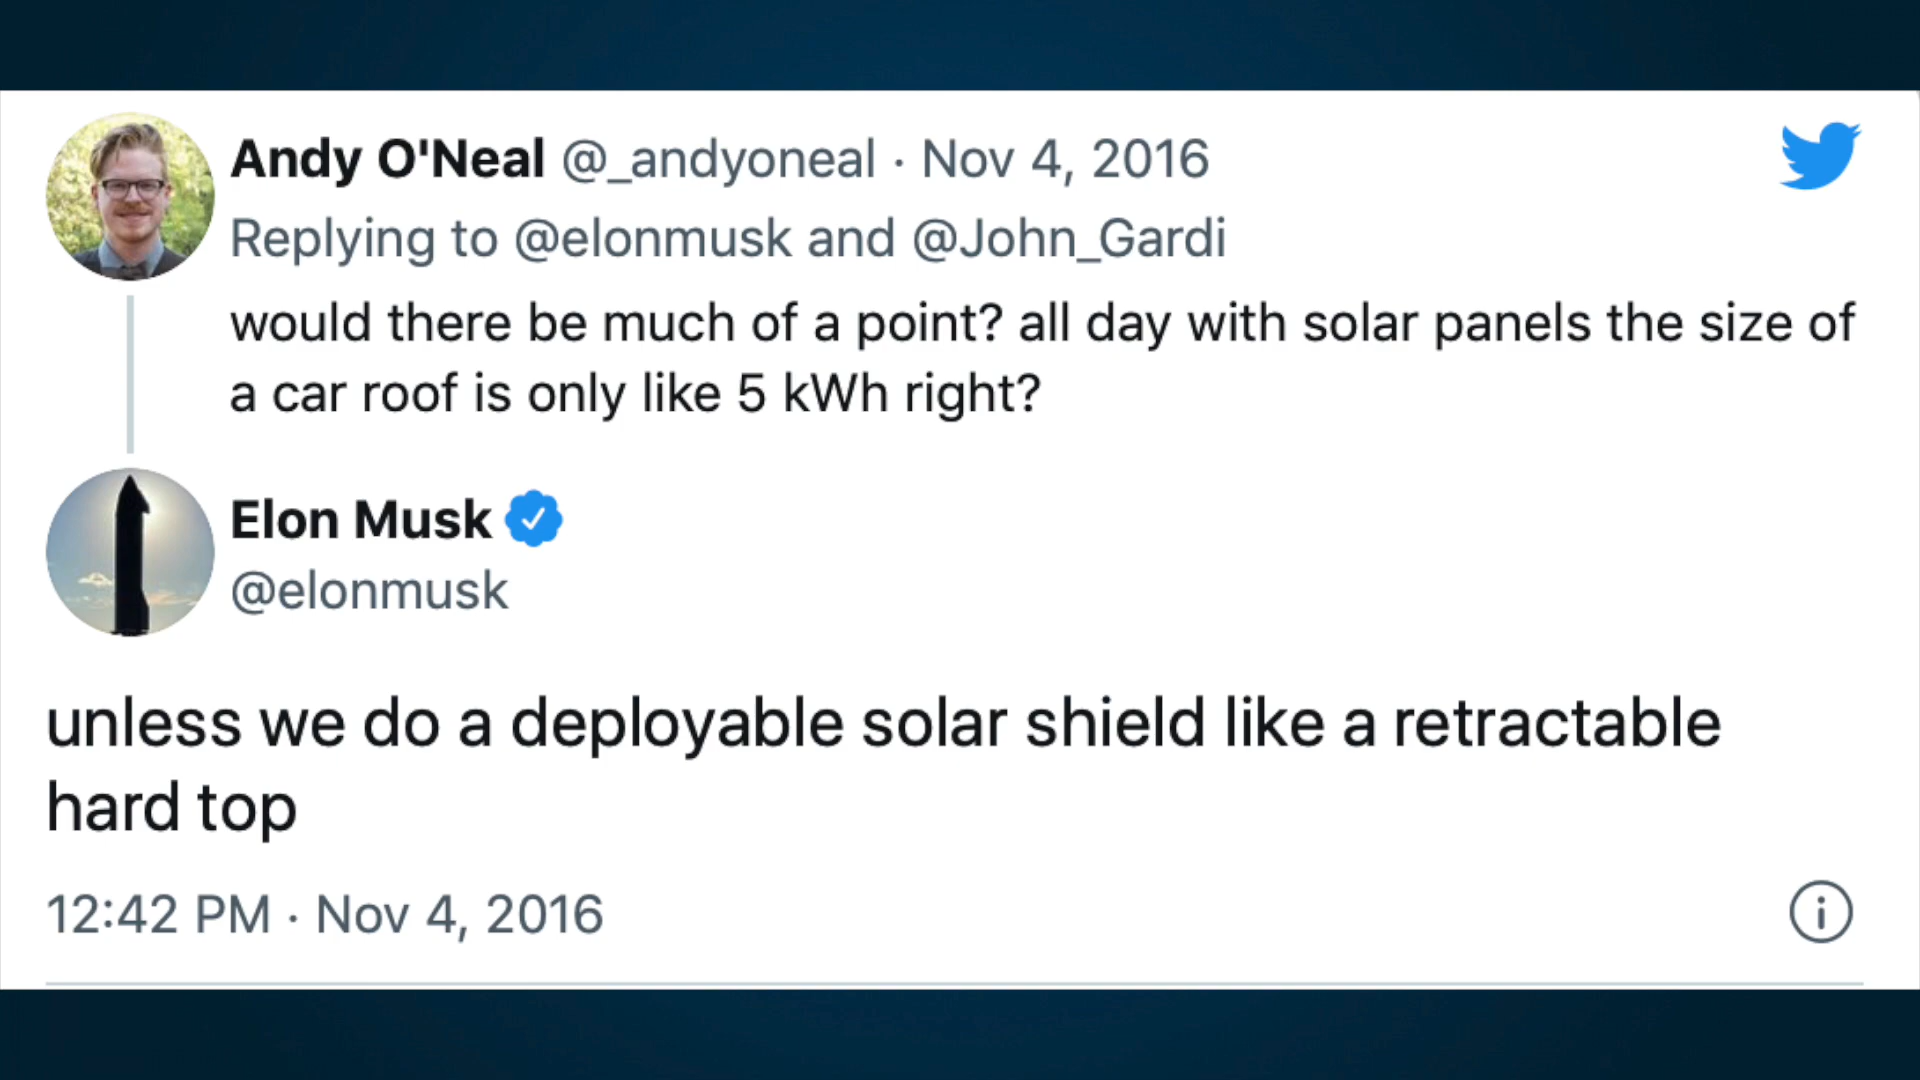 Andy O'Neal @_andyoneal · Nov 4, 2016
Replying to @elonmusk and @John_Gardi
would there be much of a point? all day with solar panels the size of
a car roof is only like 5 kWh right?
Elon Musk
@elonmusk
unless we do a deployable solar shield like a retractable
hard top
12:42 PM · Nov 4, 2016